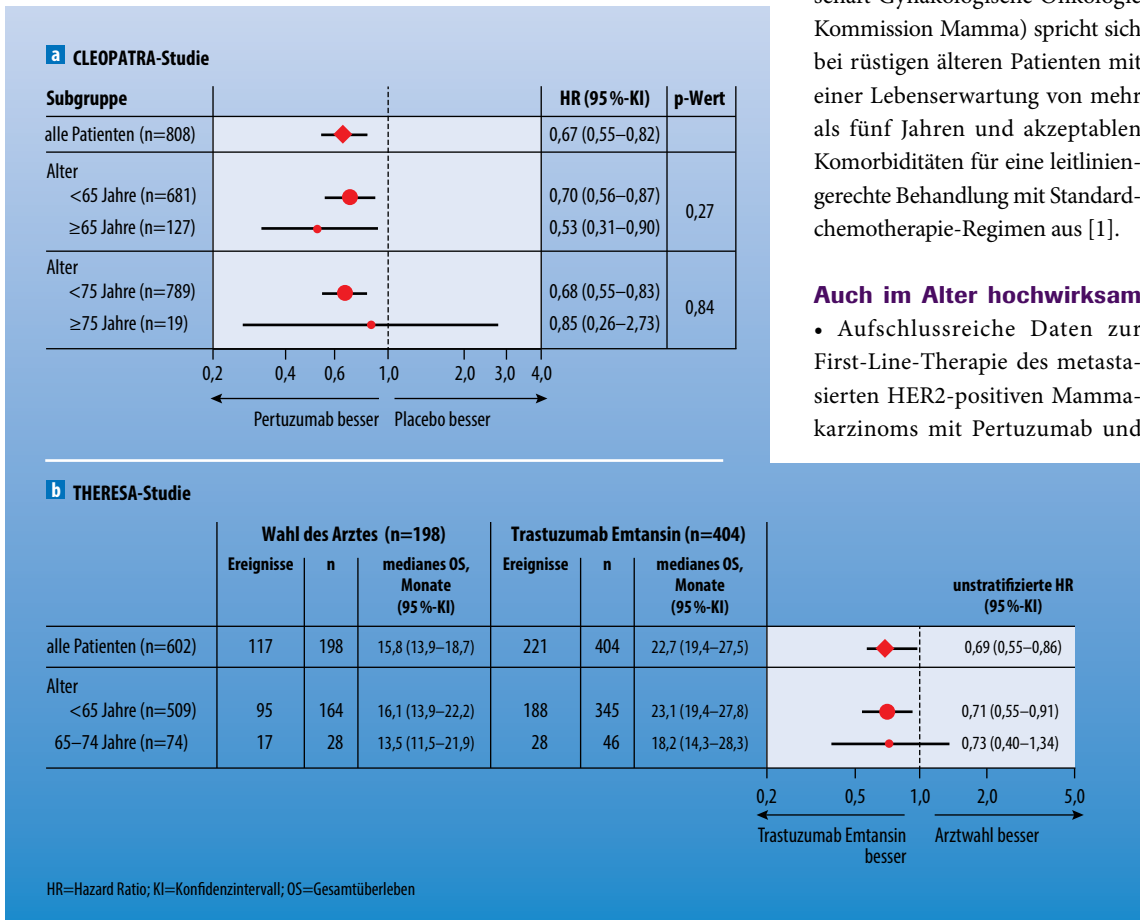 a CLEOPATRA-Studie
Subgruppe HR (95 %-KI) p-Wert
alle Patienten (n=808) 0,67 (0,55–0,82)
Alter
<65 Jahre (n=681) 0,70 (0,56–0,87)
0,27
≥65 Jahre (n=127) 0,53 (0,31–0,90)
Alter
<75 Jahre (n=789) 0,68 (0,55–0,83)
0,84
≥75 Jahre (n=19) 0,85 (0,26–2,73)
0,2 0,4 0,6 1,0 2,0 3,0 4,0
Pertuzumab besser Placebo besser
b THERESA-Studie
Wahl des Arztes (n=198) Trastuzumab Emtansin (n=404)
Ereignisse n medianes OS, Ereignisse n medianes OS, unstratifizierte HR
Monate Monate (95 %-KI)
(95 %-KI) (95 %-KI)
alle Patienten (n=602) 117 198 15,8 (13,9–18,7) 221 404 22,7 (19,4–27,5) 0,69 (0,55–0,86)
Alter
<65 Jahre (n=509) 95 164 16,1 (13,9–22,2) 188 345 23,1 (19,4–27,8) 0,71 (0,55–0,91)
65–74 Jahre (n=74) 17 28 13,5 (11,5–21,9) 28 46 18,2 (14,3–28,3) 0,73 (0,40–1,34)
0,2 0,5 1,0 2,0 5,0
Trastuzumab Emtansin Arztwahl besser
besser
HR=Hazard Ratio; KI=Konfidenzintervall; OS=Gesamtüberleben
schaft Gynäkologische Onkologie
Kommission Mamma) spricht sich
bei rüstigen älteren Patienten mit
einer Lebenserwartung von mehr
als fünf Jahren und akzeptablen
Komorbiditäten für eine leitlinien-
gerechte Behandlung mit Standard-
chemotherapie-Regimen aus [1].
Auch im Alter hochwirksam
• Aufschlussreiche Daten zur
First-Line-Therapie des metasta-
sierten HER2-positiven Mamma-
karzinoms mit Pertuzumab und